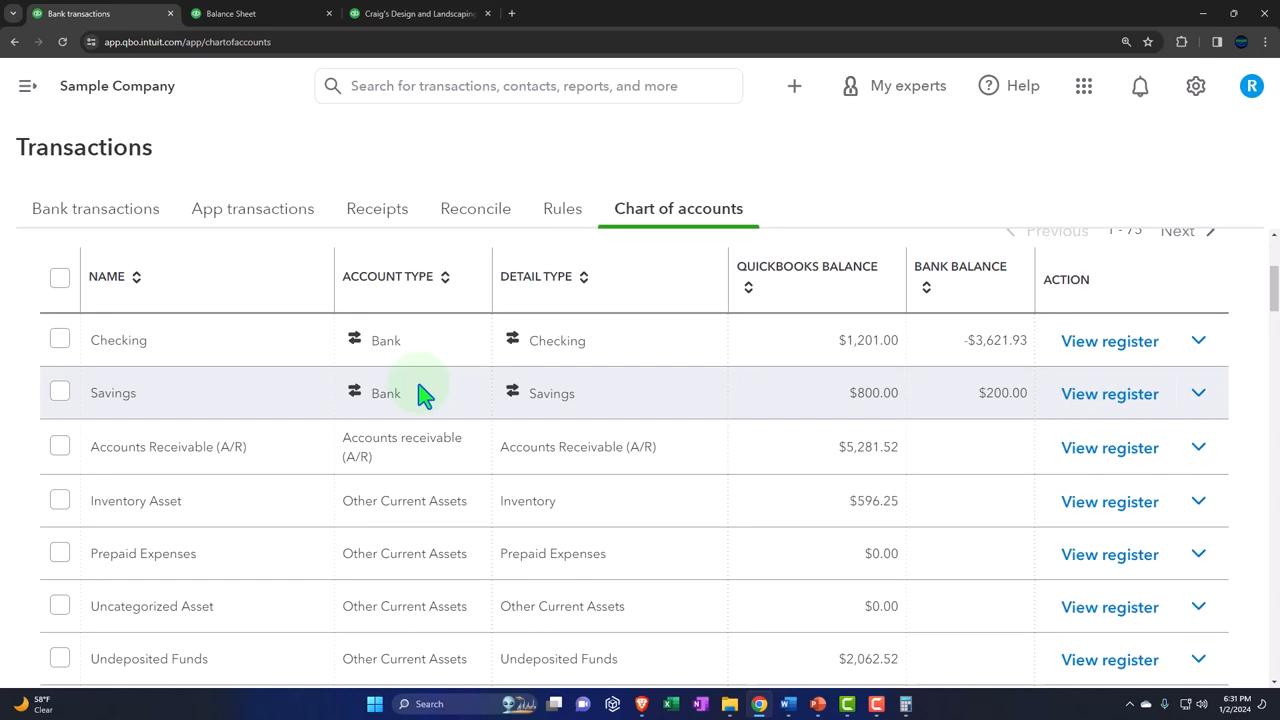 Bank transactions
Balance Sheet
Craig's Design and Landscaping
app.qbo.intuit.com/app/chartofaccounts
Sample Company
Search for transactions, contacts, reports, and more
My experts
Help
R
Transactions
Bank transactions
App transactions
Receipts
Reconcile
Rules
Chart of accounts
Previous 1 - 75 Next
NAME ACCOUNT TYPE DETAIL TYPE QUICKBOOKS BALANCE BANK BALANCE ACTION
Checking Bank Checking $1,201.00 -$3,621.93 View register
Savings Bank Savings $800.00 $200.00 View register
Accounts Receivable (A/R) Accounts receivable (A/R) Accounts Receivable (A/R) $5,281.52 View register
Inventory Asset Other Current Assets Inventory $596.25 View register
Prepaid Expenses Other Current Assets Prepaid Expenses $0.00 View register
Uncategorized Asset Other Current Assets Other Current Assets $0.00 View register
Undeposited Funds Other Current Assets Undeposited Funds $2,062.52 View register
58°F
Clear
Search
6:31 PM
1/2/2024